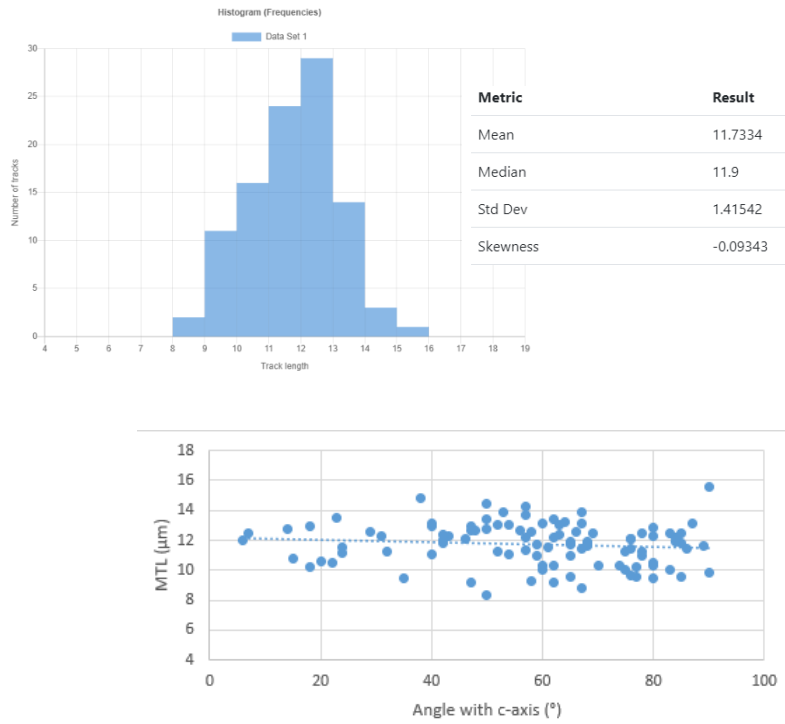 Histogram (Frequencies)
Data Set 1
30
25
20
15
10
5
0
Number of tracks
4 5 6 7 8 9 10 11 12 13 14 15 16 17 18 19
Track length
Metric Result
Mean 11.7334
Median 11.9
Std Dev 1.41542
Skewness -0.09343
18
16
14
12
10
8
6
4
MTL (µm)
0 20 40 60 80 100
Angle with c-axis (°)